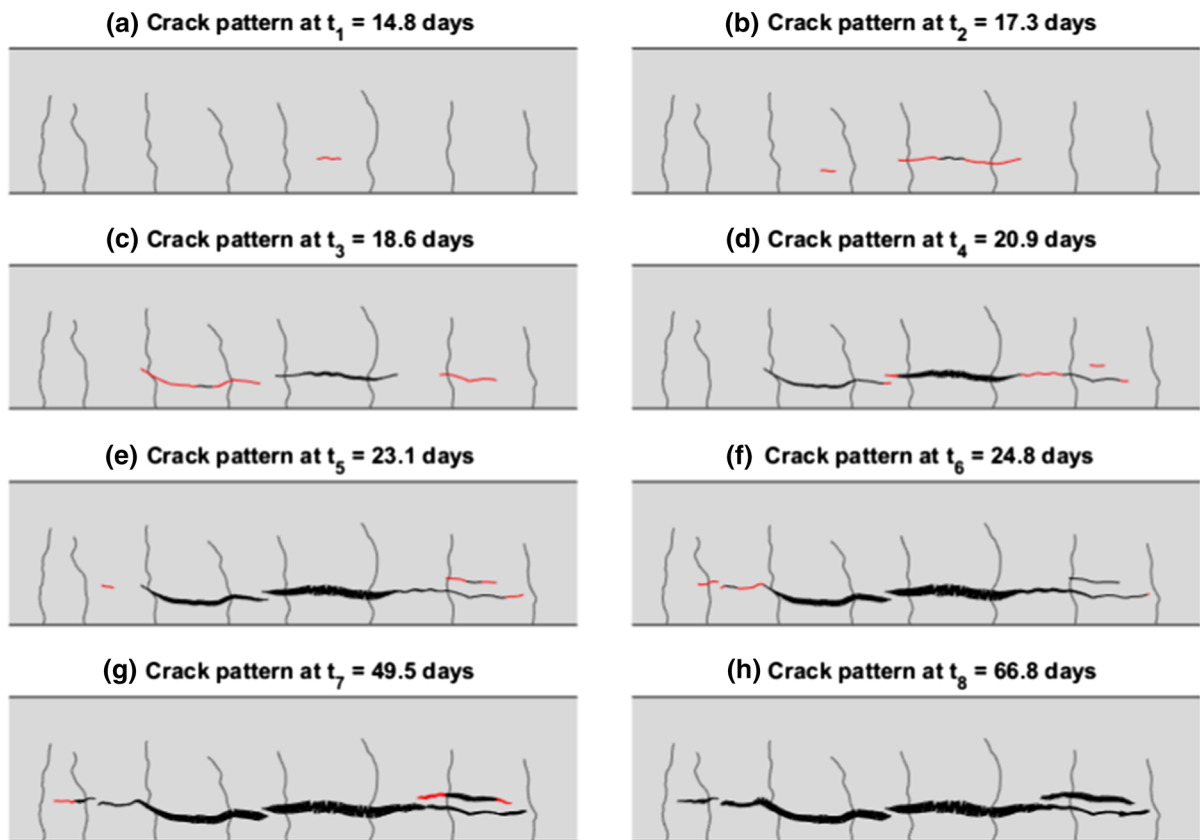 (a) Crack pattern at t1 = 14.8 days
(b) Crack pattern at t2 = 17.3 days
(c) Crack pattern at t3 = 18.6 days
(d) Crack pattern at t4 = 20.9 days
(e) Crack pattern at t5 = 23.1 days
(f) Crack pattern at t6 = 24.8 days
(g) Crack pattern at t7 = 49.5 days
(h) Crack pattern at t8 = 66.8 days